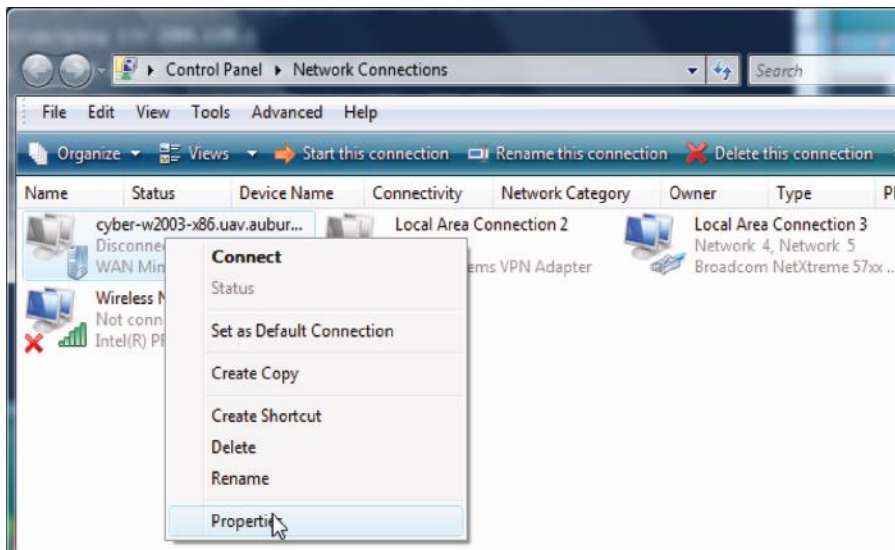 Control Panel ▸ Network Connections
Search
File Edit View Tools Advanced Help
Organize Views Start this connection Rename this connection Delete this connection
Name Status Device Name Connectivity Network Category Owner Type
cyber-w2003-x86.uav.aubur...
Disconne
WAN Min
Local Area Connection 2
ems VPN Adapter
Local Area Connection 3
Network 4, Network 5
Broadcom NetXtreme 57xx ..
Wireless N
Not conn
Intel(R) PR
Connect
Status
Set as Default Connection
Create Copy
Create Shortcut
Delete
Rename
Properties